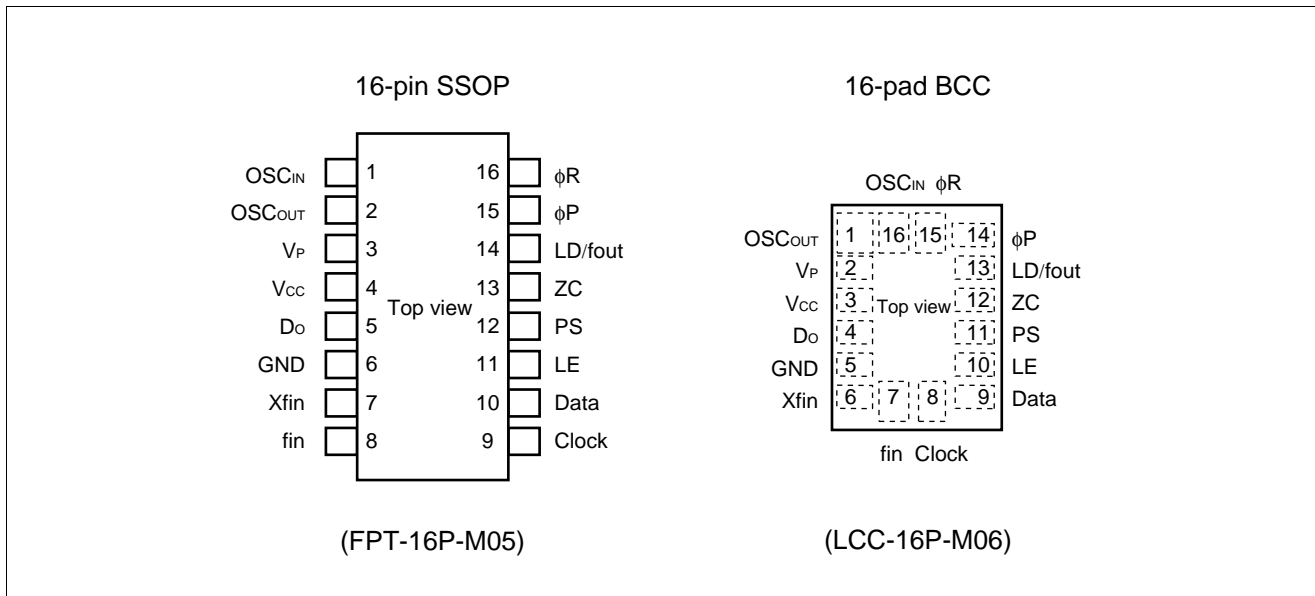 16-pin SSOP
OSCIN 1 16 ϕR
OSCOUT 2 15 ϕP
VP 3 14 LD/fout
VCC 4 13 ZC
Top view
DO 5 12 PS
GND 6 11 LE
Xfin 7 10 Data
fin 8 9 Clock
(FPT-16P-M05)
16-pad BCC
OSCIN ϕR
OSCOUT 1 16 15 14 ϕP
VP 2 13 LD/fout
VCC 3 Top view 12 ZC
DO 4 11 PS
GND 5 10 LE
Xfin 6 7 8 9 Data
fin Clock
(LCC-16P-M06)